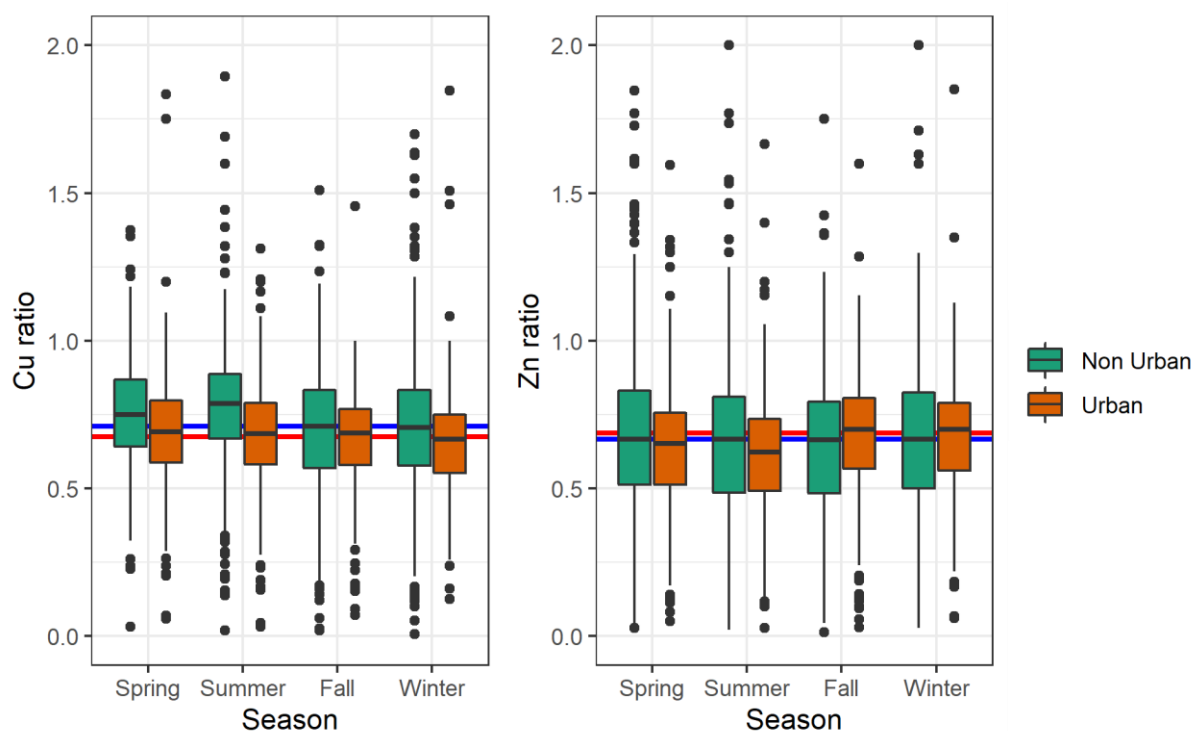 2.0
1.5
1.0
0.5
0.0
Cu ratio
Spring Summer Fall Winter
Season
2.0
1.5
1.0
0.5
0.0
Zn ratio
Spring Summer Fall Winter
Season
Non Urban
Urban